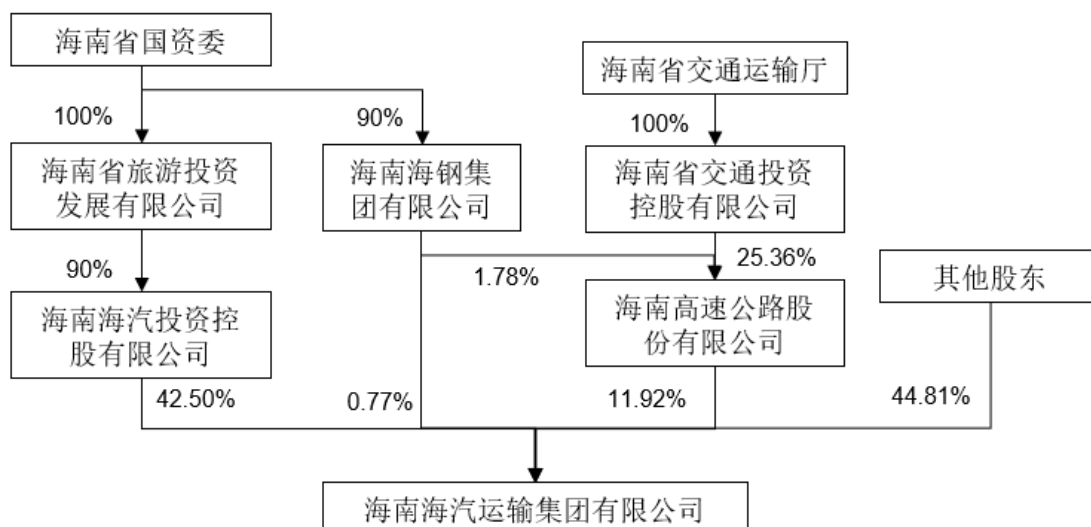 海南省国资委
海南省交通运输厅
100%
90%
100%
海南省旅游投资
发展有限公司
海南海钢集
团有限公司
海南省交通投资
控股有限公司
90%
1.78%
25.36%
其他股东
海南海汽投资控
股有限公司
海南高速公路股
份有限公司
42.50%
0.77%
11.92%
44.81%
海南海汽运输集团有限公司